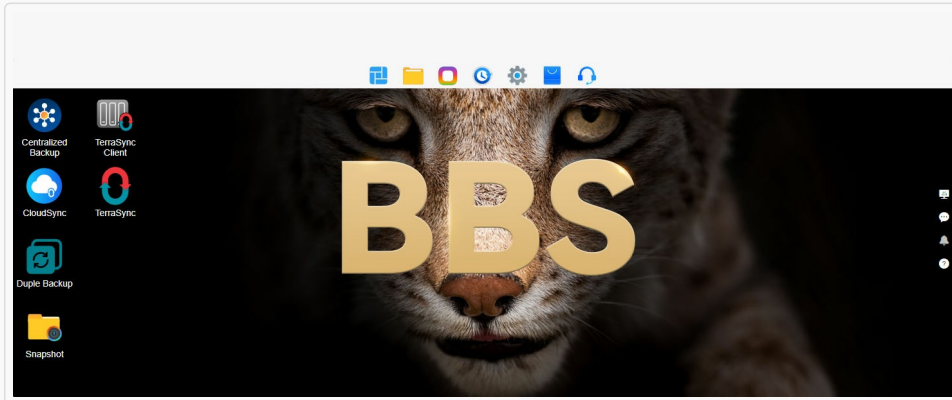 BBS
Centralized
Backup
TerraSync
Client
CloudSync
TerraSync
Duple Backup
Snapshot